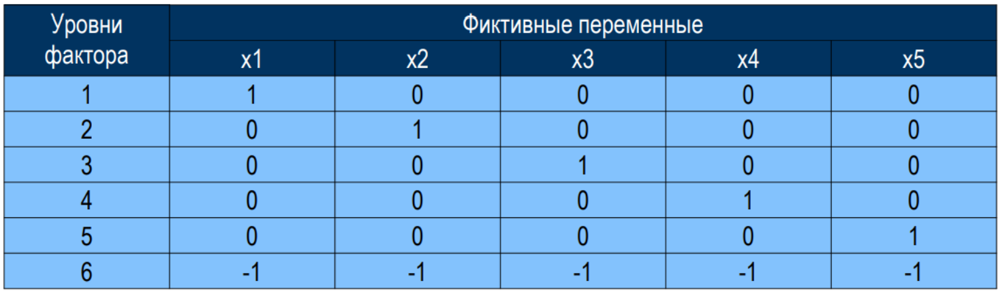 Уровни фактора Фиктивные переменные
x1 x2 x3 x4 x5
1 1 0 0 0 0
2 0 1 0 0 0
3 0 0 1 0 0
4 0 0 0 1 0
5 0 0 0 0 1
6 -1 -1 -1 -1 -1